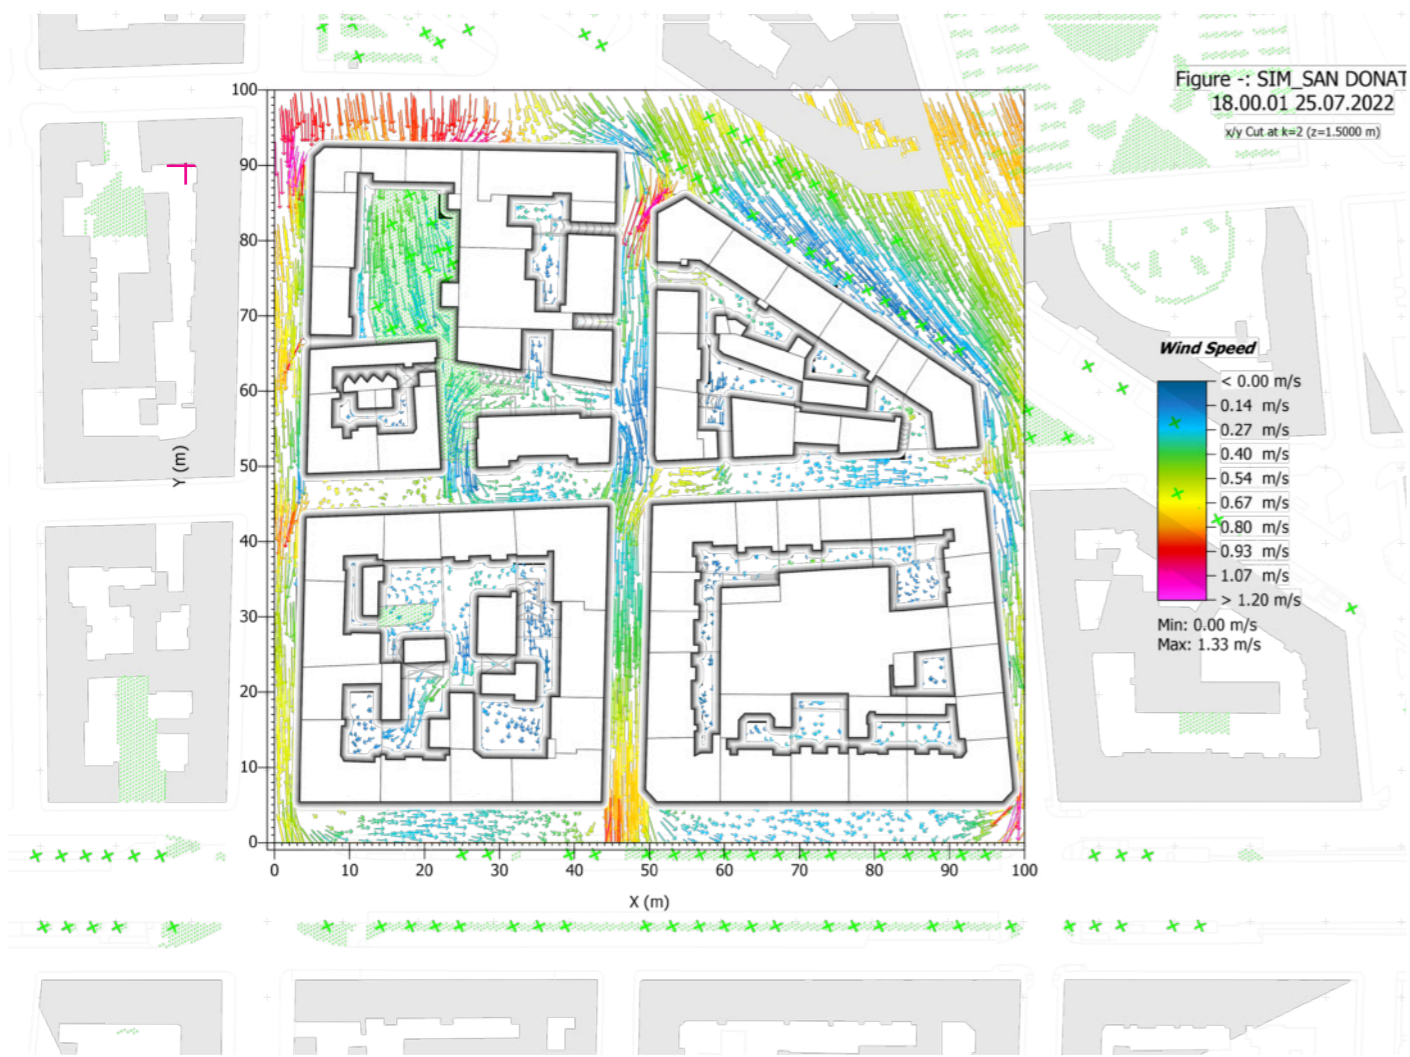 Figure -: SIM_SAN DONAT
18.00.01 25.07.2022
x/y Cut at k=2 (z=1.5000 m)
100
90
80
70
60
50
40
30
20
10
0
Y (m)
0 10 20 30 40 50 60 70 80 90 100
X (m)
Wind Speed
< 0.00 m/s
0.14 m/s
0.27 m/s
0.40 m/s
0.54 m/s
0.67 m/s
0.80 m/s
0.93 m/s
1.07 m/s
> 1.20 m/s
Min: 0.00 m/s
Max: 1.33 m/s